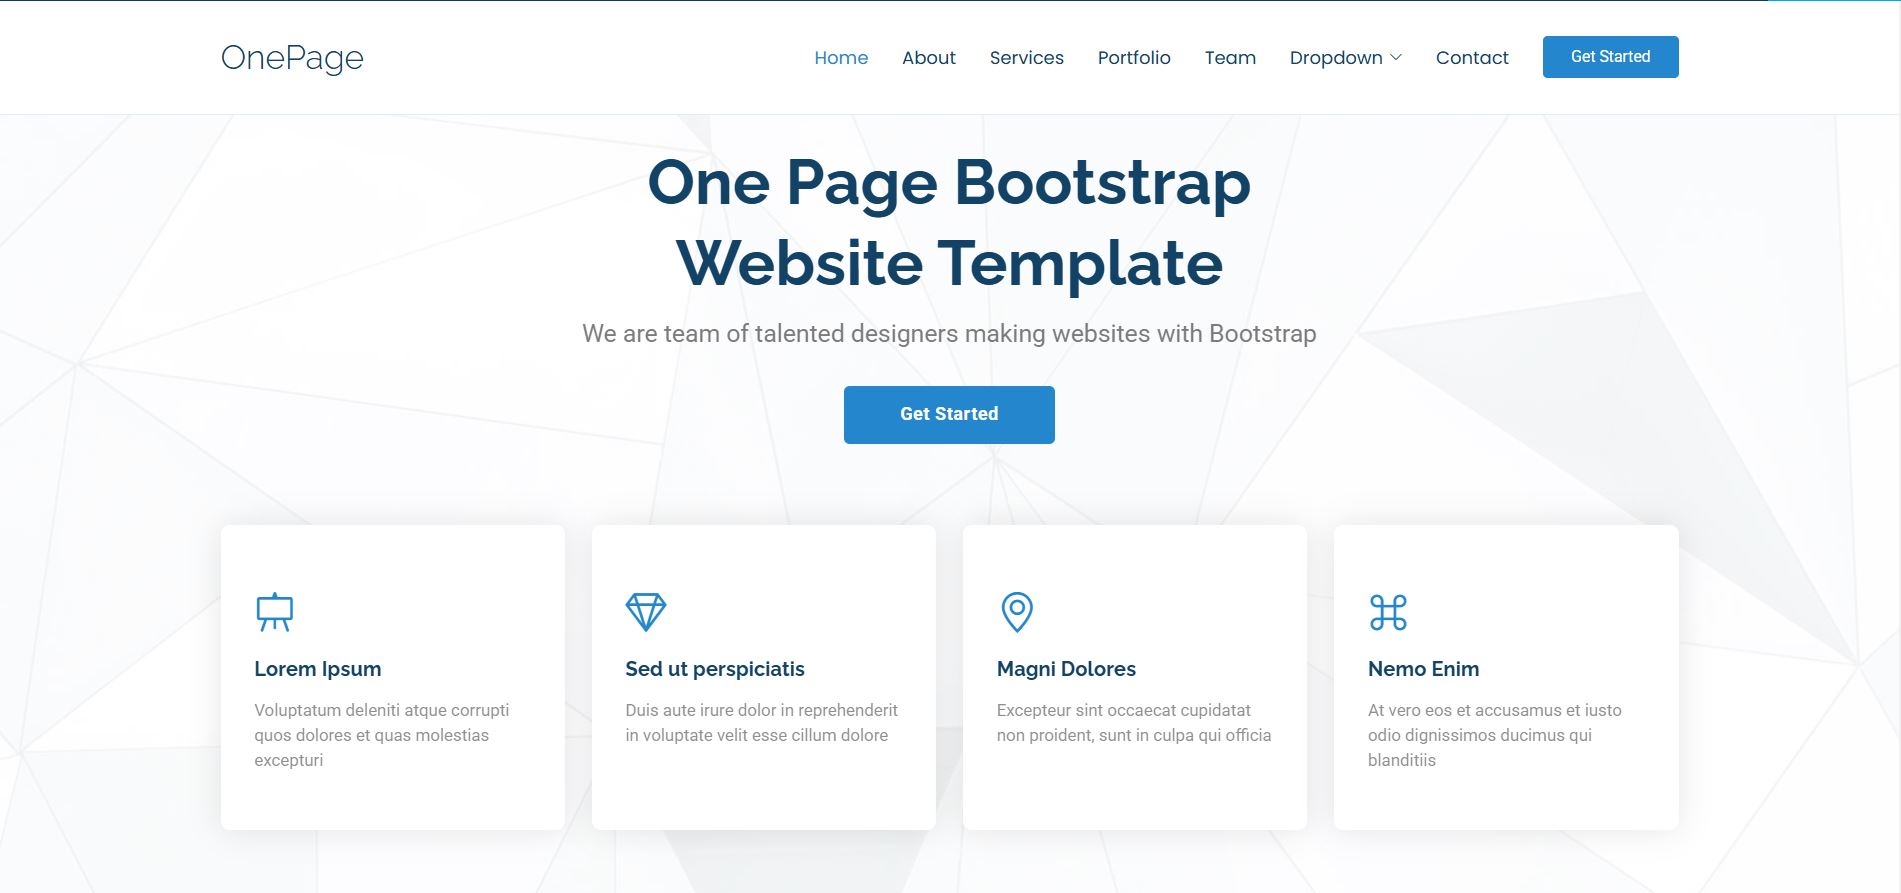 OnePage
Home About Services Portfolio Team Dropdown Contact Get Started
One Page Bootstrap
Website Template
We are team of talented designers making websites with Bootstrap
Get Started
Lorem Ipsum
Voluptatum deleniti atque corrupti
quos dolores et quas molestias
excepturi
Sed ut perspiciatis
Duis aute irure dolor in reprehenderit
in voluptate velit esse cillum dolore
Magni Dolores
Excepteur sint occaecat cupidatat
non proident, sunt in culpa qui officia
Nemo Enim
At vero eos et accusamus et iusto
odio dignissimos ducimus qui
blanditiis